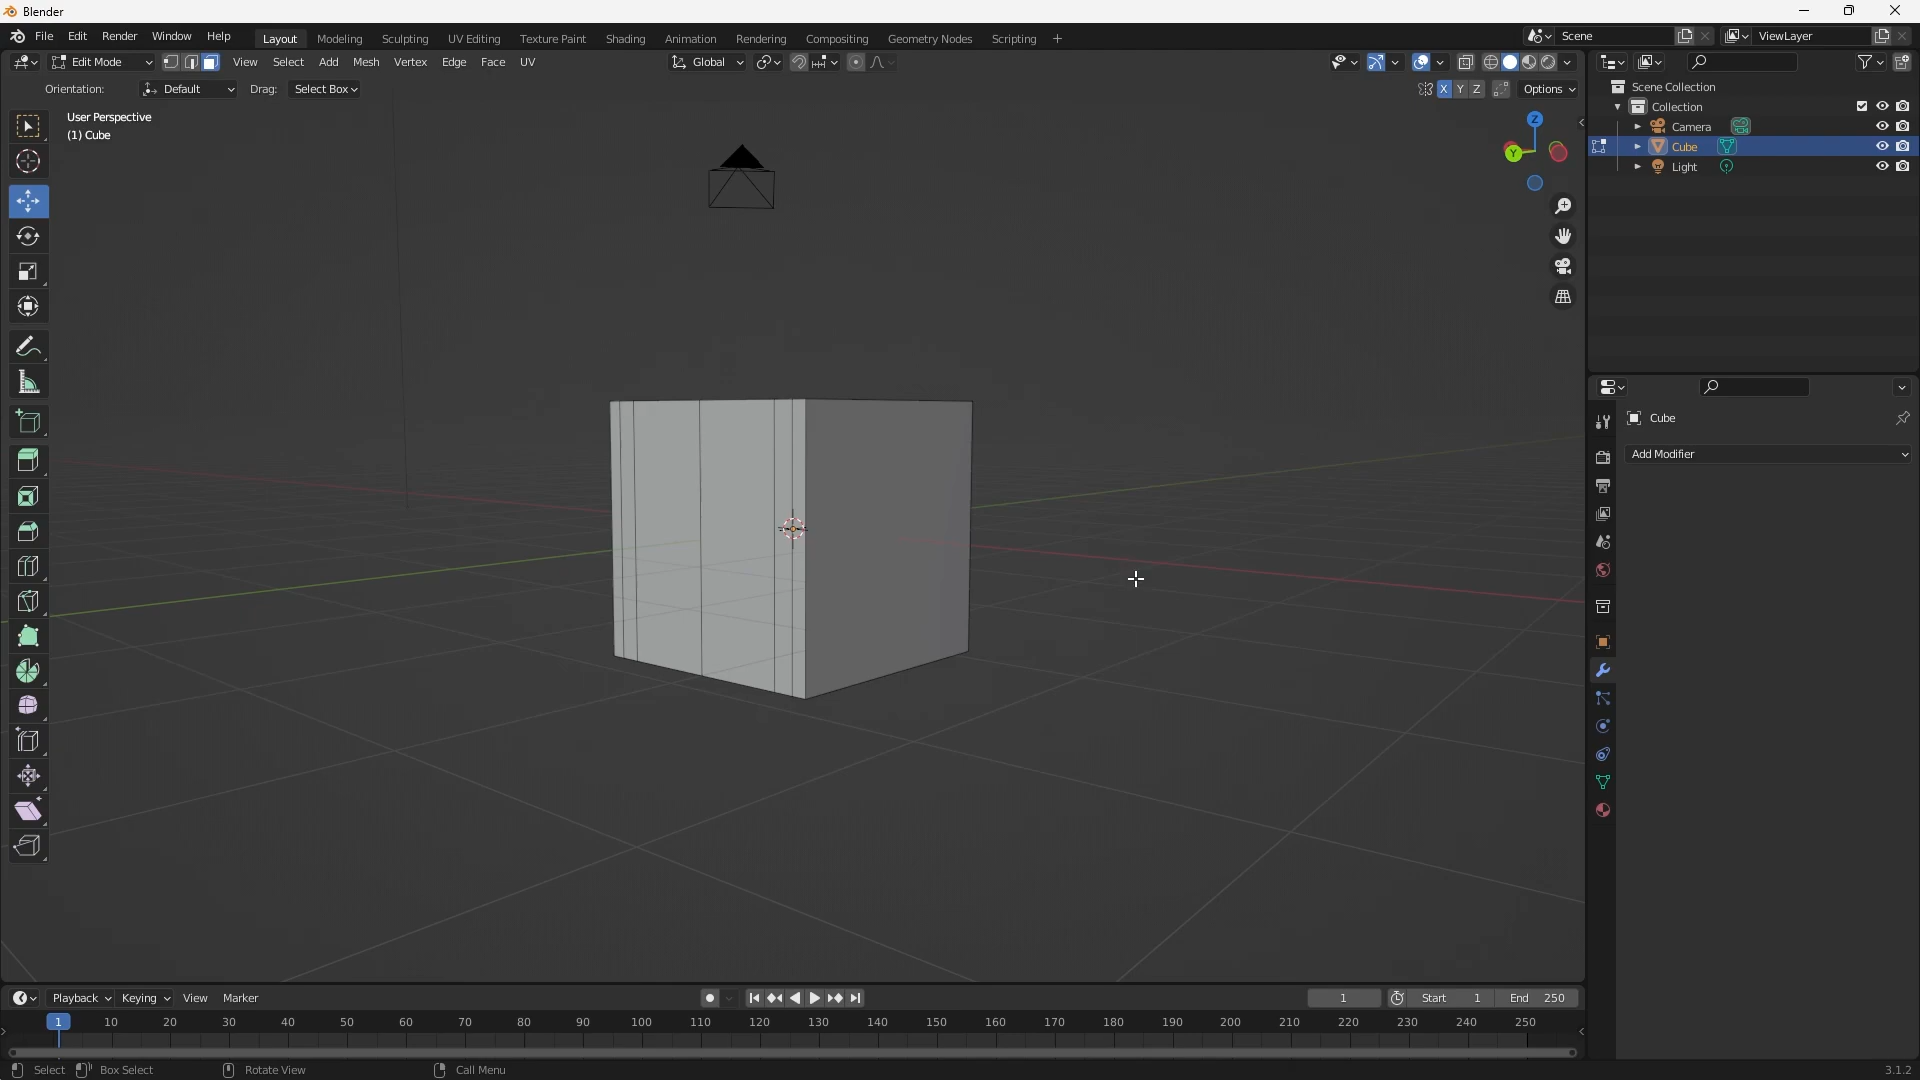 Blender
File Edit Render Window Help Layout Modeling Sculpting UV Editing Texture Paint Shading Animation Rendering Compositing Geometry Nodes Scripting + Scene ViewLayer
Edit Mode View Select Add Mesh Vertex Edge Face UV Global
Orientation: Default Drag: Select Box X Y Z Options
User Perspective
(1) Cube
Z
Y
Scene Collection
Collection
Camera
Cube
Light
Cube
Add Modifier
Playback Keying View Marker 1 Start 1 End 250
1 10 20 30 40 50 60 70 80 90 100 110 120 130 140 150 160 170 180 190 200 210 220 230 240 250
Select Box Select Rotate View Call Menu 3.1.2